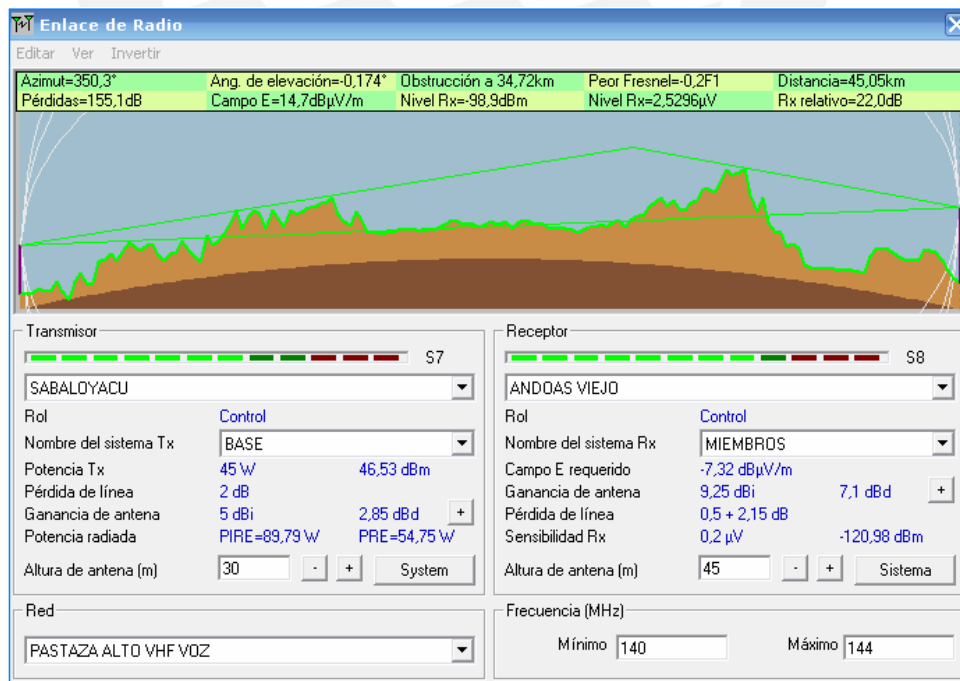 Enlace de Radio
Editar Ver Invertir
Azimut=350,3° Ang. de elevación=-0,174° Obstrucción a 34,72km Peor Fresnel=-0,2F1 Distancia=45,05km
Pérdidas=155,1dB Campo E=14,7dBµV/m Nivel Rx=-98,9dBm Nivel Rx=2,5296µV Rx relativo=22,0dB
Transmisor
S7
SABALOYACU
Rol Control
Nombre del sistema Tx BASE
Potencia Tx 45 W 46,53 dBm
Pérdida de línea 2 dB
Ganancia de antena 5 dBi 2,85 dBd +
Potencia radiada PIRE=89,79 W PRE=54,75 W
Altura de antena (m) 30 - + System
Red
PASTAZA ALTO VHF VOZ
Receptor
S8
ANDOAS VIEJO
Rol Control
Nombre del sistema Rx MIEMBROS
Campo E requerido -7,32 dBµV/m
Ganancia de antena 9,25 dBi 7,1 dBd +
Pérdida de línea 0,5 + 2,15 dB
Sensibilidad Rx 0,2 µV -120,98 dBm
Altura de antena (m) 45 - + Sistema
Frecuencia (MHz)
Mínimo 140 Máximo 144